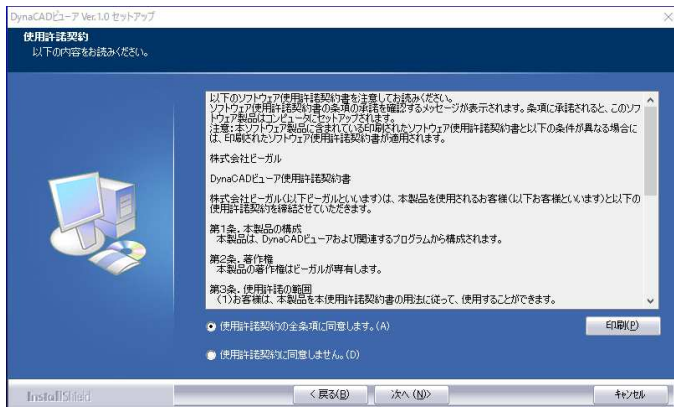 DynaCADビューア Ver.1.0 セットアップ
使用許諾契約
以下の内容をお読みください。
以下のソフトウェア使用許諾契約書を注意してお読みください。
ソフトウェア使用許諾契約書の条項の承諾を確認するメッセージが表示されます。条項に承諾されると、このソフ
トウェア製品はコンピュータにセットアップされます。
注意：本ソフトウェア製品に含まれている印刷されたソフトウェア使用許諾契約書と以下の条件が異なる場合に
は、印刷されたソフトウェア使用許諾契約書が適用されます。
株式会社ビーガル
DynaCADビューア使用許諾契約書
株式会社ビーガル(以下ビーガルといいます)は、本製品を使用されるお客様(以下お客様といいます)と以下の
使用許諾契約を締結させていただきます。
第1条. 本製品の構成
本製品は、DynaCADビューアおよび関連するプログラムから構成されます。
第2条. 著作権
本製品の著作権はビーガルが専有します。
第3条. 使用許諾の範囲
(1)お客様は、本製品を本使用許諾契約書の用法に従って、使用することができます。
使用許諾契約の全条項に同意します。(A)
印刷(P)
使用許諾契約に同意しません。(D)
InstallShield
< 戻る(B)
次へ (N)>
キャンセル